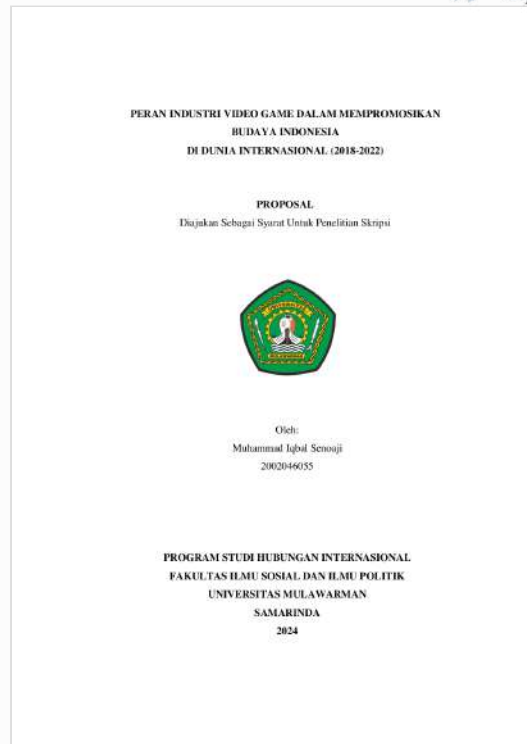 PERAN INDUSTRI VIDEO GAME DALAM MEMPROMOSIKAN
BUDAYA INDONESIA
DI DUNIA INTERNASIONAL (2018-2022)
PROPOSAL
Diajukan Sebagai Syarat Untuk Penelitian Skripsi
UNIVERSITAS
MULAWARMAN
Oleh:
Muhammad Iqbal Senoaji
2002046055
PROGRAM STUDI HUBUNGAN INTERNASIONAL
FAKULTAS ILMU SOSIAL DAN ILMU POLITIK
UNIVERSITAS MULAWARMAN
SAMARINDA
2024